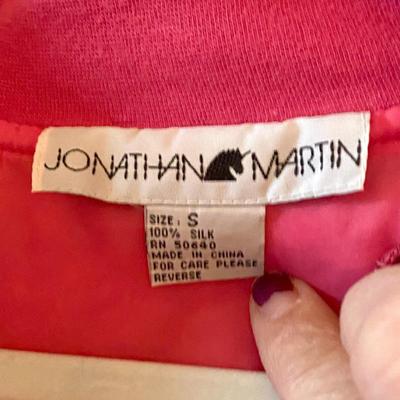 JONATHAN MARTIN
SIZE: S
100% SILK
RN 50640
MADE IN CHINA
FOR CARE PLEASE
REVERSE